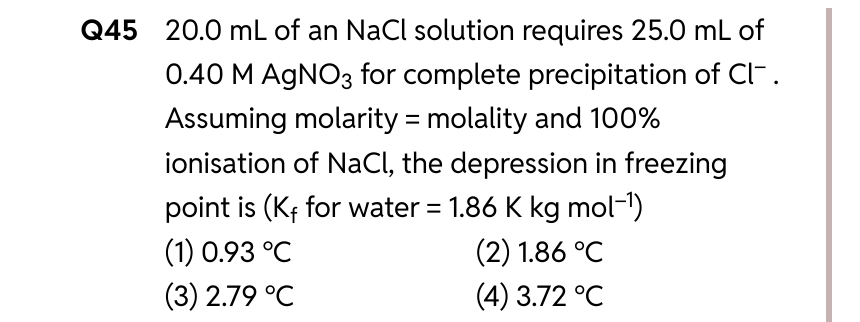 Q45 20.0 mL of an NaCl solution requires 25.0 mL of
0.40 M AgNO₃ for complete precipitation of Cl⁻ .
Assuming molarity = molality and 100%
ionisation of NaCl, the depression in freezing
point is (K𝒇 for water = 1.86 K kg mol⁻¹)
(1) 0.93 °C (2) 1.86 °C
(3) 2.79 °C (4) 3.72 °C